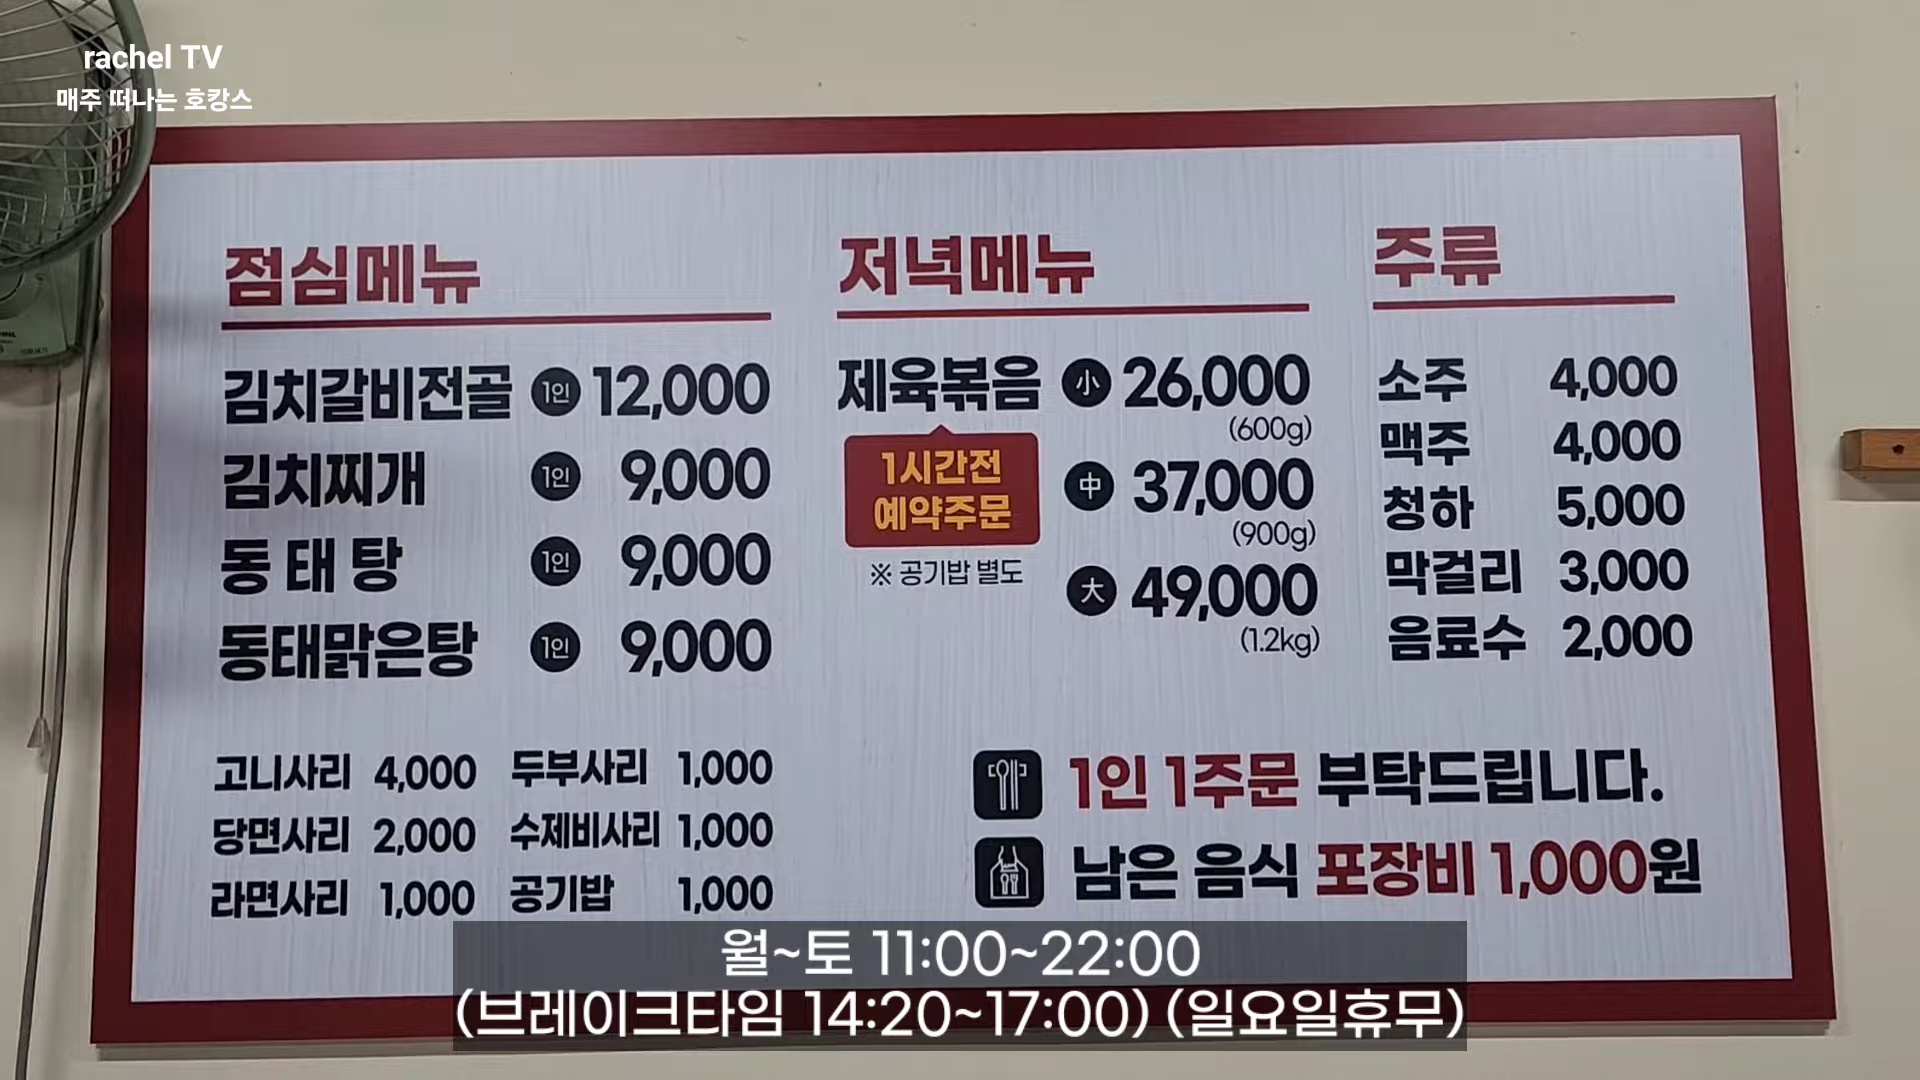 rachel TV
매주 떠나는 호캉스
점심메뉴
김치갈비전골 1인 12,000
김치찌개 1인 9,000
동태탕 1인 9,000
동태맑은탕 1인 9,000
고니사리 4,000 두부사리 1,000
당면사리 2,000 수제비사리 1,000
라면사리 1,000 공기밥 1,000
저녁메뉴
제육볶음 小 26,000
(600g)
1시간전
예약주문
中 37,000
(900g)
※ 공기밥 별도
大 49,000
(1.2kg)
주류
소주 4,000
맥주 4,000
청하 5,000
막걸리 3,000
음료수 2,000
1인 1주문 부탁드립니다.
남은 음식 포장비 1,000원
월~토 11:00~22:00
(브레이크타임 14:20~17:00) (일요일휴무)